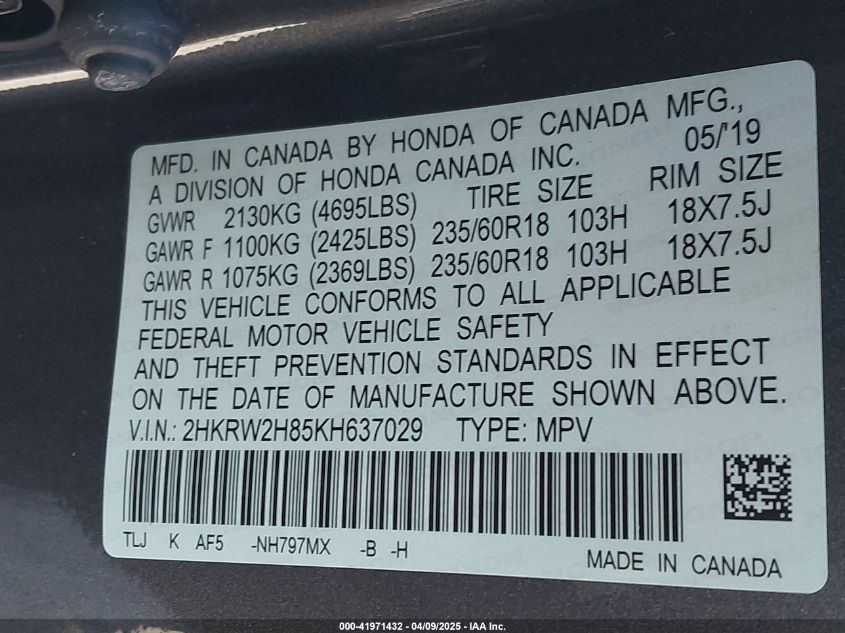 MFD. IN CANADA BY HONDA OF CANADA MFG.,
A DIVISION OF HONDA CANADA INC. 05/'19
GVWR 2130KG (4695LBS) TIRE SIZE RIM SIZE
GAWR F 1100KG (2425LBS) 235/60R18 103H 18X7.5J
GAWR R 1075KG (2369LBS) 235/60R18 103H 18X7.5J
THIS VEHICLE CONFORMS TO ALL APPLICABLE
FEDERAL MOTOR VEHICLE SAFETY
AND THEFT PREVENTION STANDARDS IN EFFECT
ON THE DATE OF MANUFACTURE SHOWN ABOVE.
V.I.N.: 2HKRW2H85KH637029 TYPE: MPV
TLJ K AF5 -NH797MX -B -H
MADE IN CANADA
000-41971432 - 04/09/2025 - IAA Inc.